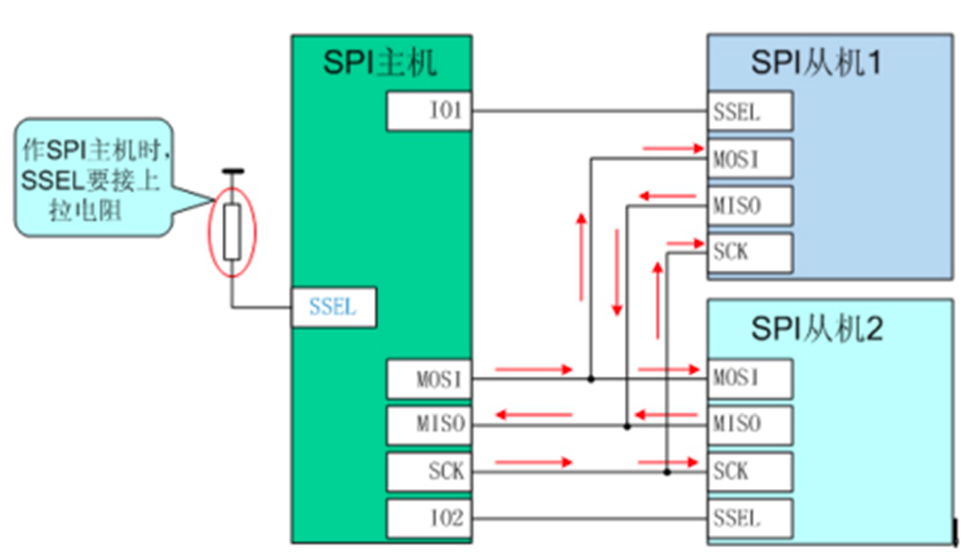 作SPI主机时,
SSEL要接上
拉电阻
SPI主机
IO1
SSEL
MOSI
MISO
SCK
IO2
SPI从机1
SSEL
MOSI
MISO
SCK
SPI从机2
MOSI
MISO
SCK
SSEL